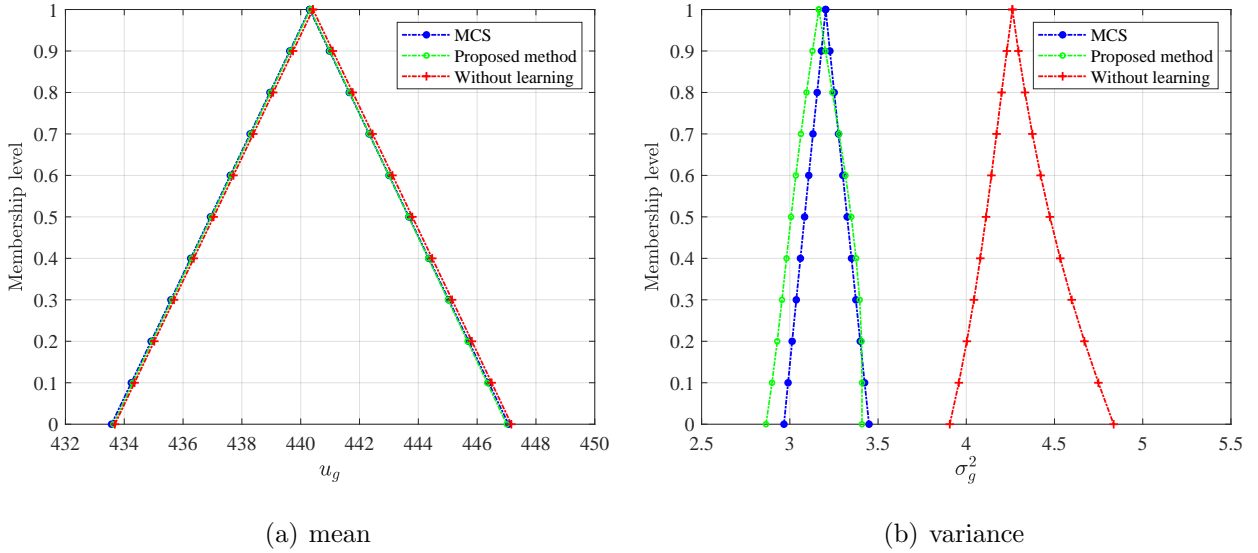 MCS
Proposed method
Without learning
Membership level
1
0.9
0.8
0.7
0.6
0.5
0.4
0.3
0.2
0.1
0
432 434 436 438 440 442 444 446 448 450
u_g
(a) mean
MCS
Proposed method
Without learning
Membership level
1
0.9
0.8
0.7
0.6
0.5
0.4
0.3
0.2
0.1
0
2.5 3 3.5 4 4.5 5 5.5
σ_g^2
(b) variance